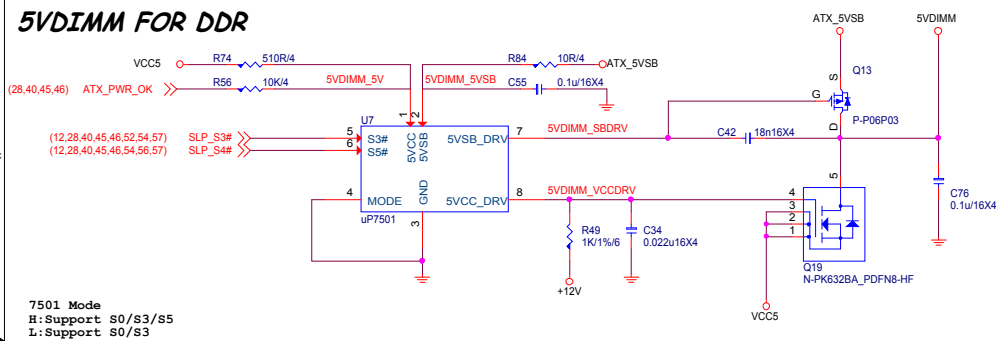 5VDIMM FOR DDR
ATX_5VSB
5VDIMM
VCC5
R74
510R/4
R84
10R/4
ATX_5VSB
(28,40,45,46)
ATX_PWR_OK
R56
10K/4
5VDIMM_5V
5VDIMM_5VSB
C55
0.1u/16X4
Q13
S
G
D
P-P06P03
1
2
U7
(12,28,40,45,46,52,54,57)
SLP_S3#
5
S3#
5VCC
5VSB
5VSB_DRV
7
5VDIMM_SBDRV
C42
18n16X4
(12,28,40,45,46,54,56,57)
SLP_S4#
6
S5#
4
MODE
GND
5VCC_DRV
8
5VDIMM_VCCDRV
uP7501
3
5
4
3
2
1
C76
0.1u/16X4
R49
1K/1%/6
C34
0.022u16X4
+12V
Q19
N-PK632BA_PDFN8-HF
VCC5
7501 Mode
H:Support S0/S3/S5
L:Support S0/S3